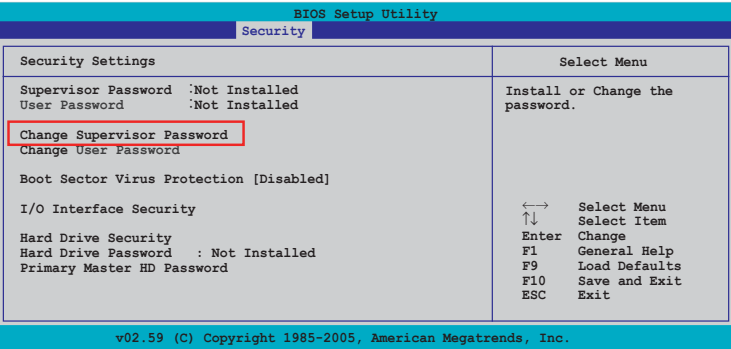 BIOS Setup Utility
Security
Security Settings
Supervisor Password :Not Installed
User Password :Not Installed
Change Supervisor Password
Change User Password
Boot Sector Virus Protection [Disabled]
I/O Interface Security
Hard Drive Security
Hard Drive Password : Not Installed
Primary Master HD Password
Select Menu
Install or Change the
password.
←→ Select Menu
↑↓ Select Item
Enter Change
F1 General Help
F9 Load Defaults
F10 Save and Exit
ESC Exit
v02.59 (C) Copyright 1985-2005, American Megatrends, Inc.